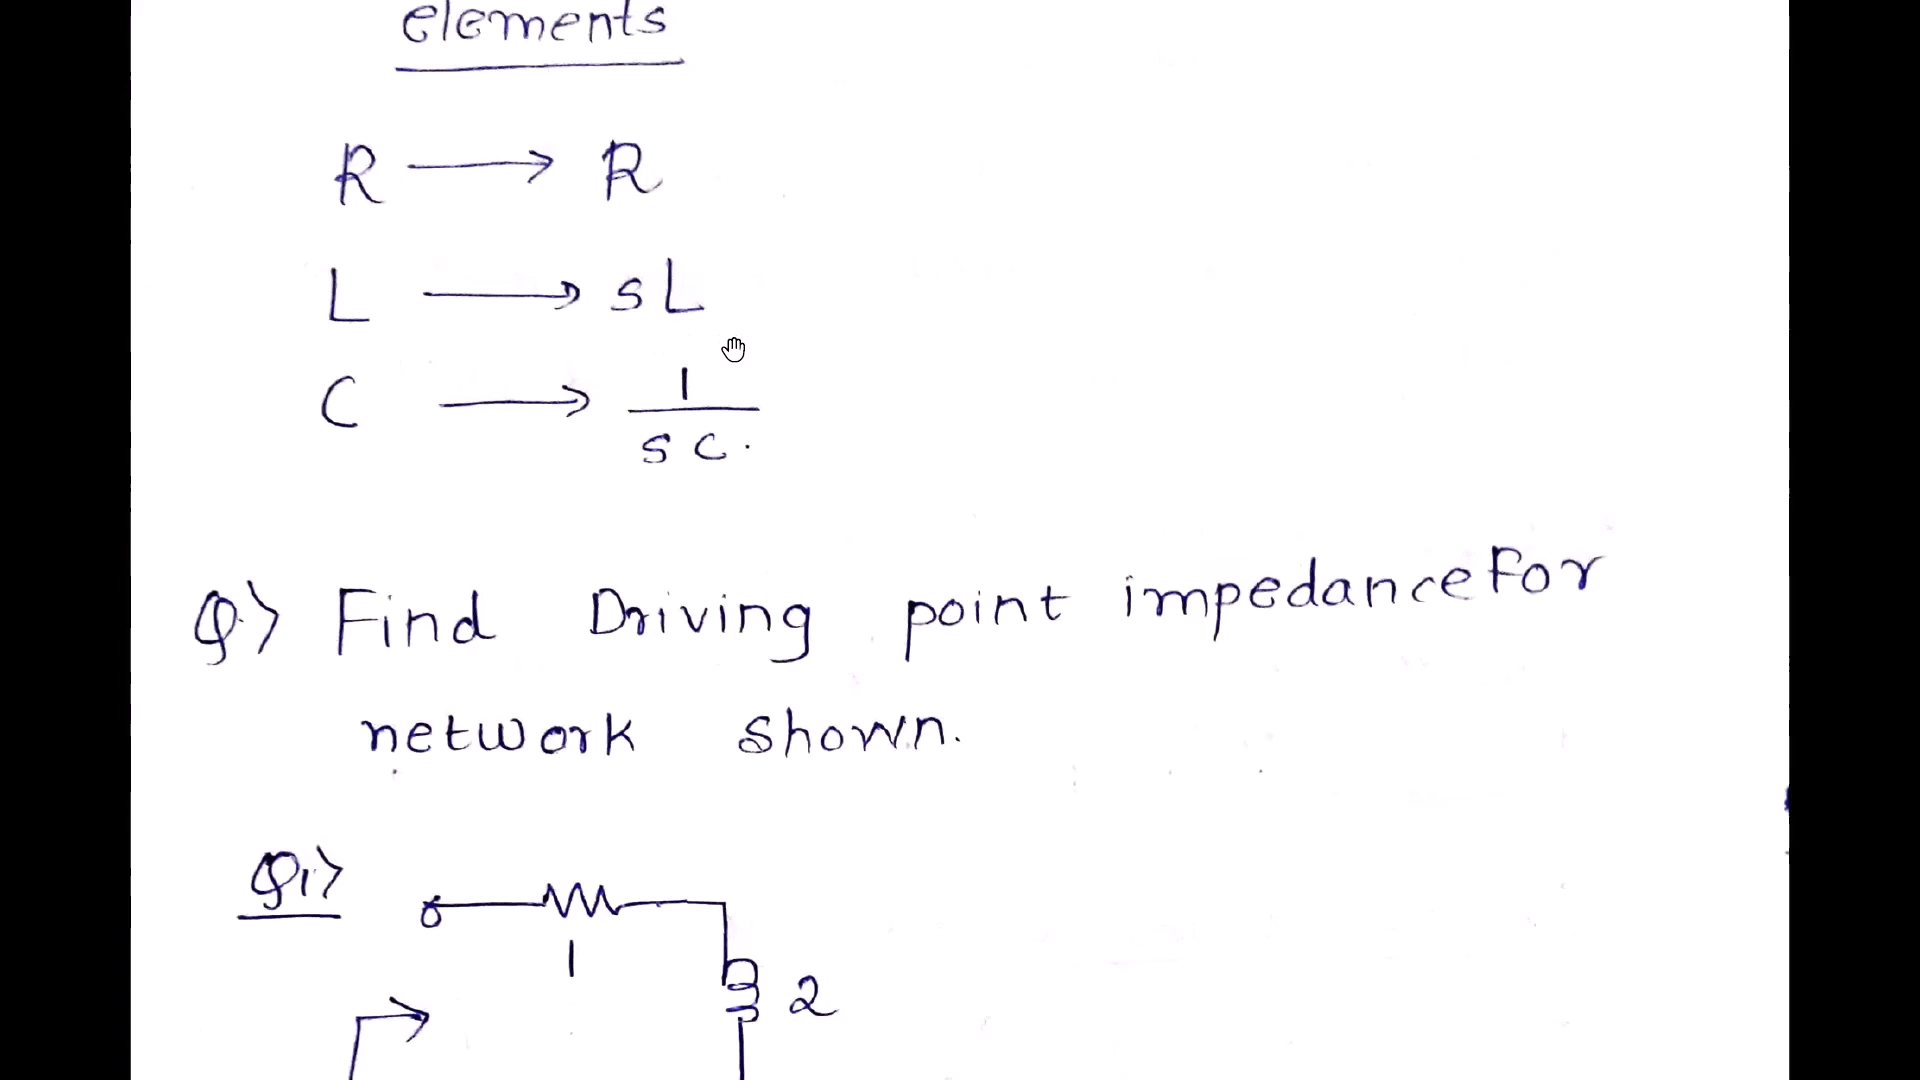 elements
R → R
L → sL
C → 1
sC.
Q> Find Driving point impedance For
network shown.
Q1>
1
2